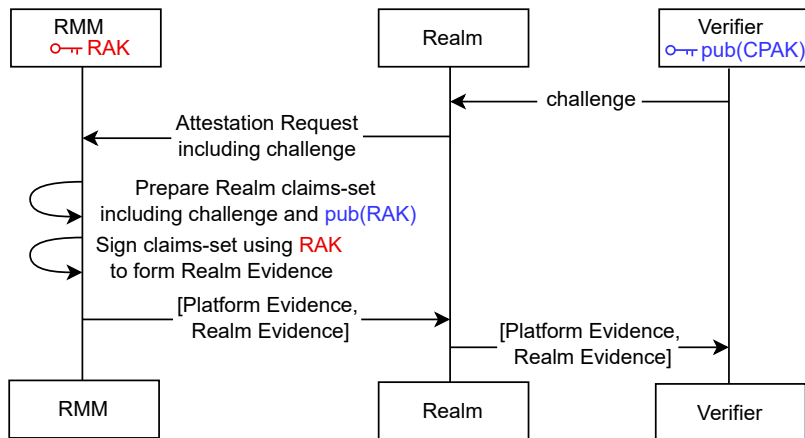 RMM
RAK
Realm
Verifier
pub(CPAK)
challenge
Attestation Request
including challenge
Prepare Realm claims-set
including challenge and pub(RAK)
Sign claims-set using RAK
to form Realm Evidence
[Platform Evidence,
Realm Evidence]
[Platform Evidence,
Realm Evidence]
RMM
Realm
Verifier